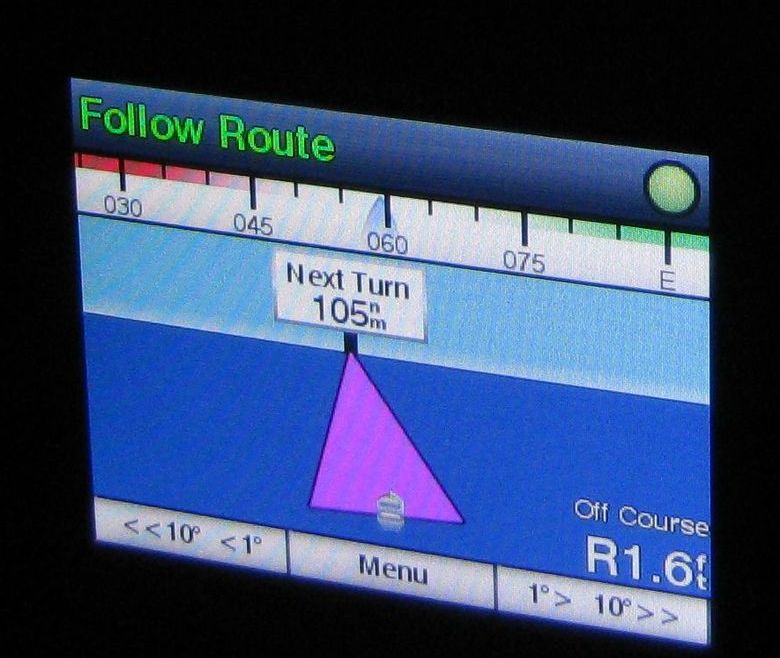 Follow Route
030 045 060 075 E
Next Turn
105nm
Off Course
R1.6ft
<<10° <1° Menu 1°> 10°>>